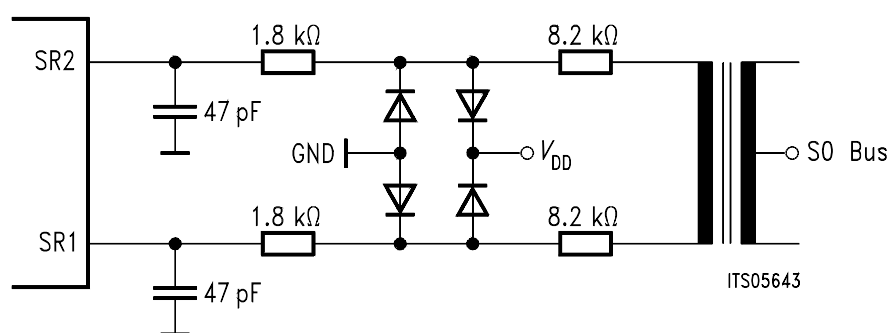 1.8 kΩ 8.2 kΩ
SR2
47 pF
GND V_DD S0 Bus
1.8 kΩ 8.2 kΩ
SR1
47 pF ITS05643